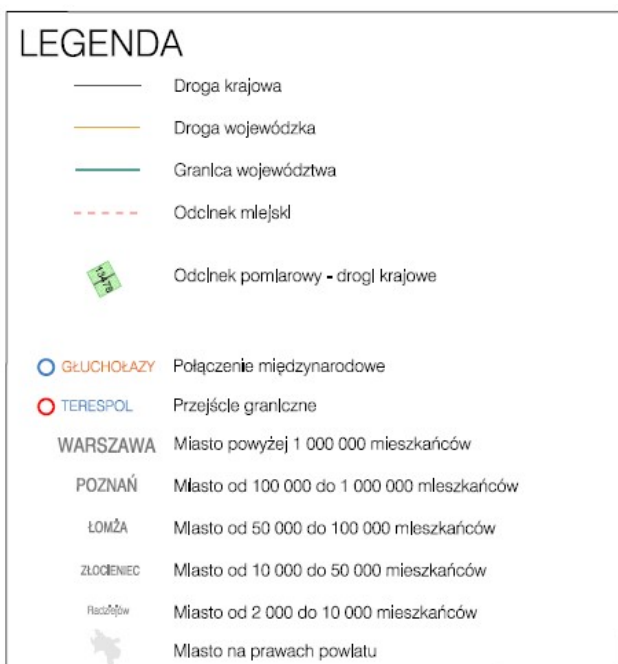 LEGENDA
Droga krajowa
Droga wojewódzka
Granica województwa
Odcinek miejski
13478 Odcinek pomiarowy - drogi krajowe
GŁUCHOŁAZY Połączenie międzynarodowe
TERESPOL Przejście graniczne
WARSZAWA Miasto powyżej 1 000 000 mieszkańców
POZNAŃ Miasto od 100 000 do 1 000 000 mieszkańców
ŁOMŻA Miasto od 50 000 do 100 000 mieszkańców
ZŁOCIENIEC Miasto od 10 000 do 50 000 mieszkańców
Radziejów Miasto od 2 000 do 10 000 mieszkańców
Miasto na prawach powiatu